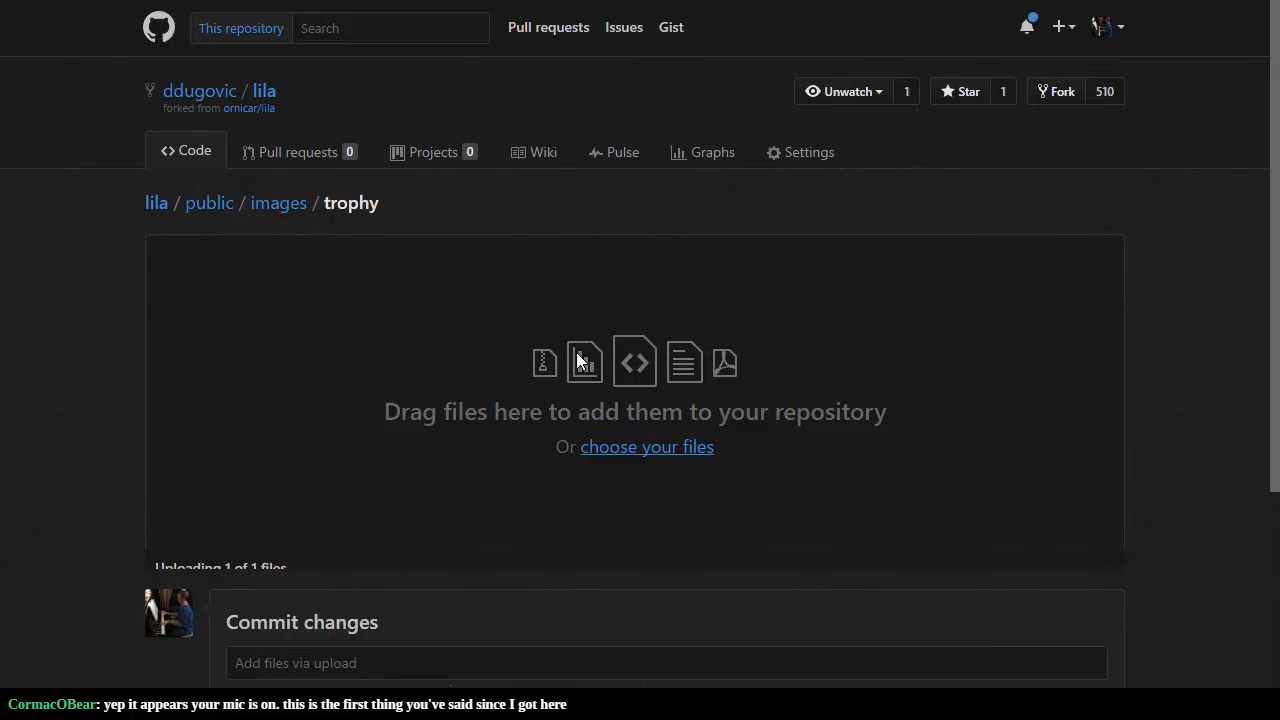 This repository Search Pull requests Issues Gist
ddugovic / lila Unwatch 1 Star 1 Fork 510
forked from ornicar/lila
Code Pull requests 0 Projects 0 Wiki Pulse Graphs Settings
lila / public / images / trophy
Drag files here to add them to your repository
Or choose your files
Uploading 1 of 1 files
Commit changes
Add files via upload
CormacOBear: yep it appears your mic is on. this is the first thing you've said since I got here